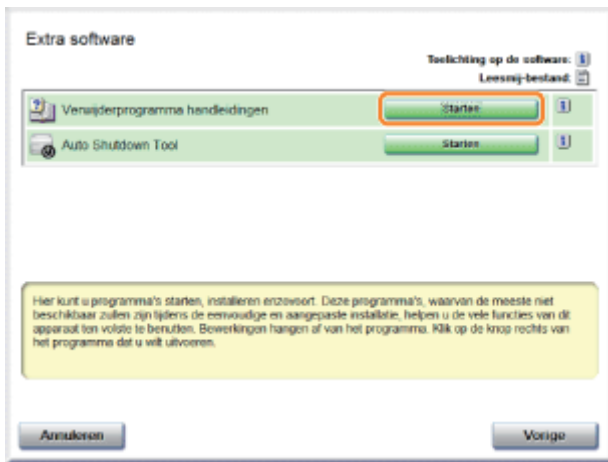 Extra software
Toelichting op de software:
Leesmij-bestand:
Verwijderprogramma handleidingen
Starten
Auto Shutdown Tool
Starten
Hier kunt u programma's starten, installeren enzovoort. Deze programma's, waarvan de meeste niet
beschikbaar zullen zijn tijdens de eenvoudige en aangepaste installatie, helpen u de vele functies van dit
apparaat ten volste te benutten. Bewerkingen hangen af van het programma. Klik op de knop rechts van
het programma dat u wilt uitvoeren.
Annuleren
Vorige